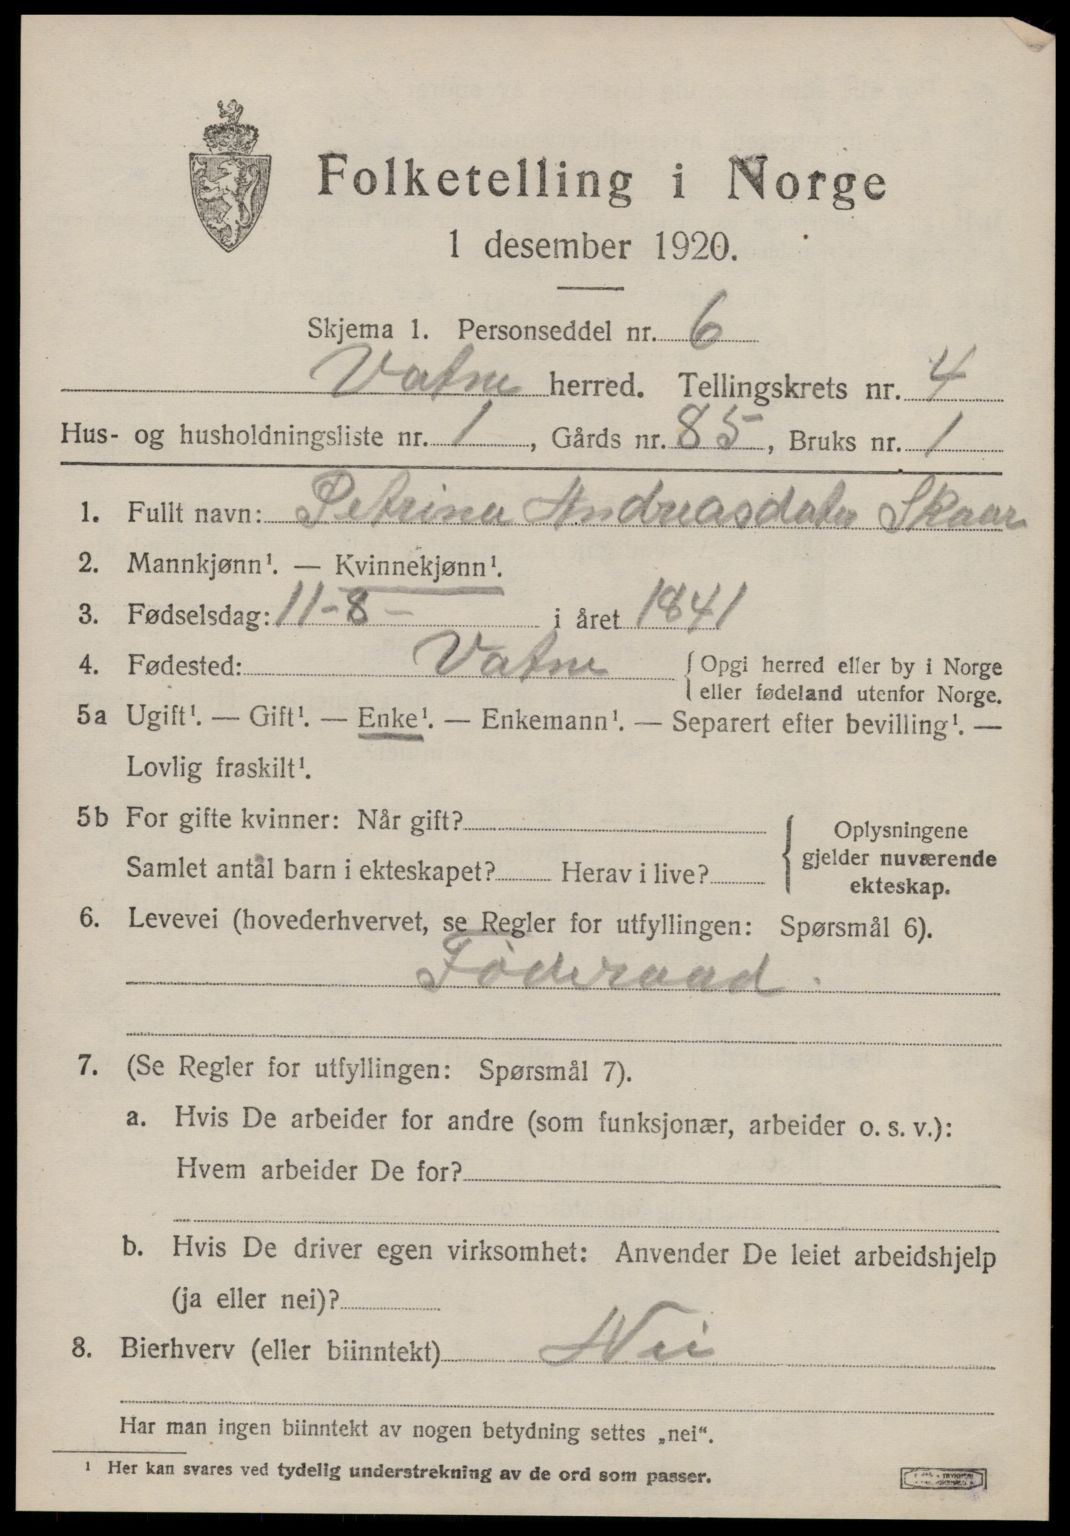 Folketelling i Norge
1 desember 1920.
Skjema 1. Personseddel nr. 6
Vatne herred. Tellingskrets nr. 4
Hus- og husholdningsliste nr. 1, Gårds nr. 85, Bruks nr. 1
1. Fullt navn: Petrine Andreasdater Skaar
2. Mannkjønn¹. — Kvinnekjønn¹.
3. Fødselsdag: 11-8- i året 1841
4. Fødested: Vatne { Opgi herred eller by i Norge
eller fødeland utenfor Norge.
5a Ugift¹. — Gift¹. — Enke¹. — Enkemann¹. — Separert efter bevilling¹. —
Lovlig fraskilt¹.
5b For gifte kvinner: Når gift? Oplysningene
Samlet antal barn i ekteskapet? Herav i live? gjelder nuværende
ekteskap.
6. Levevei (hovederhvervet, se Regler for utfyllingen: Spørsmål 6).
Føderaad.
7. (Se Regler for utfyllingen: Spørsmål 7).
a. Hvis De arbeider for andre (som funksjonær, arbeider o. s. v.):
Hvem arbeider De for?
b. Hvis De driver egen virksomhet: Anvender De leiet arbeidshjelp
(ja eller nei)?
8. Bierhverv (eller biinntekt) Nei
Har man ingen biinntekt av nogen betydning settes „nei“.
¹ Her kan svares ved tydelig understrekning av de ord som passer.